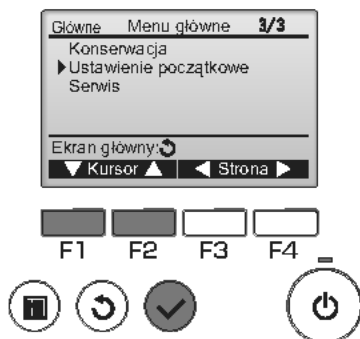 Główne Menu główne 3/3
Konserwacja
▶Ustawienie początkowe
Serwis
Ekran główny:↺
▼ Kursor ▲ ◀ Strona ▶
F1 F2 F3 F4